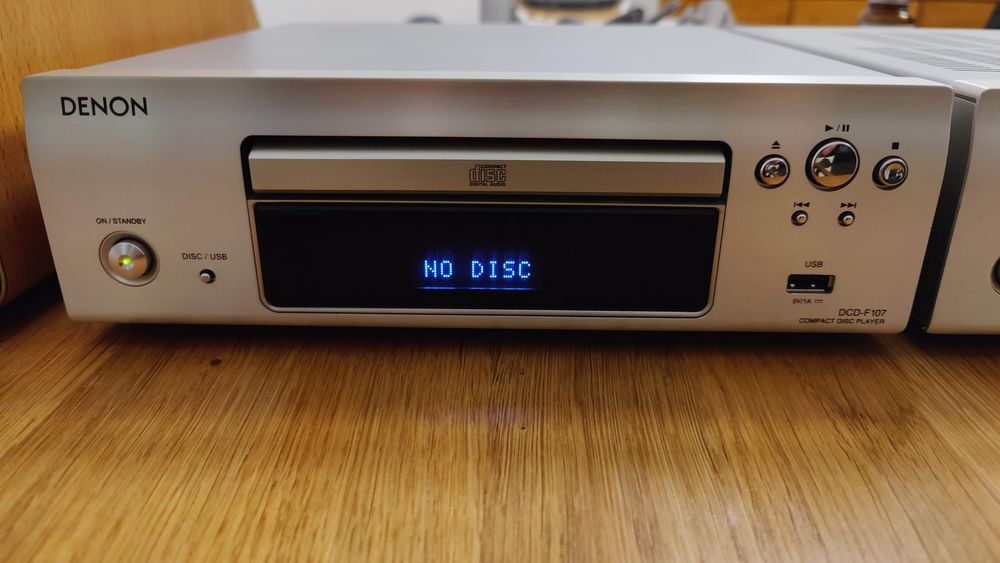 DENON
ON / STANDBY
DISC / USB
COMPACT
disc
DIGITAL AUDIO
NO DISC
USB
5V/1A
DCD-F107
COMPACT DISC PLAYER